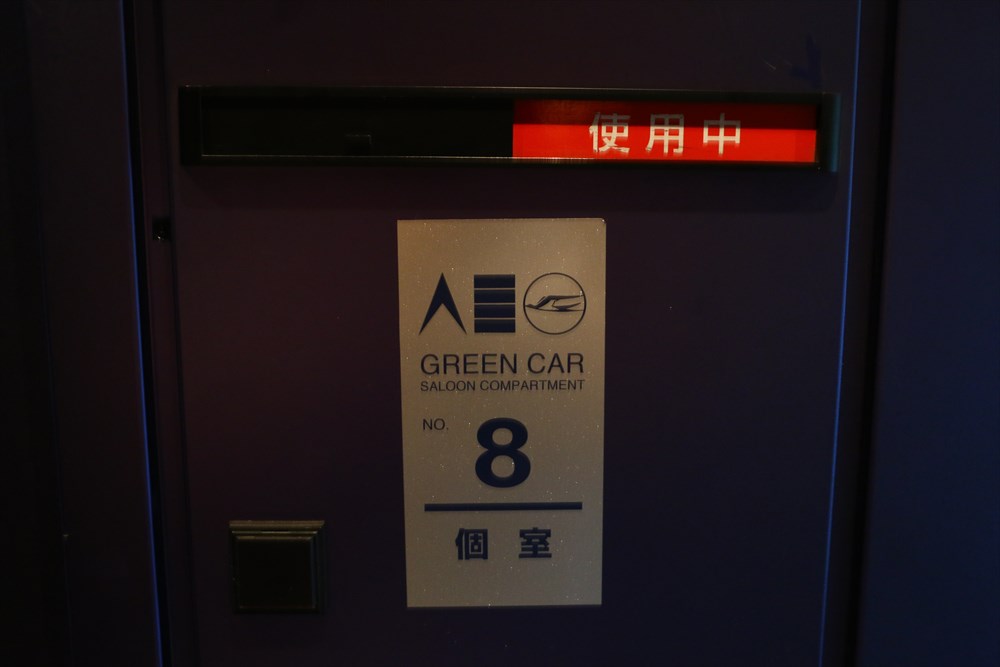 使用中
GREEN CAR
SALOON COMPARTMENT
NO. 8
個室